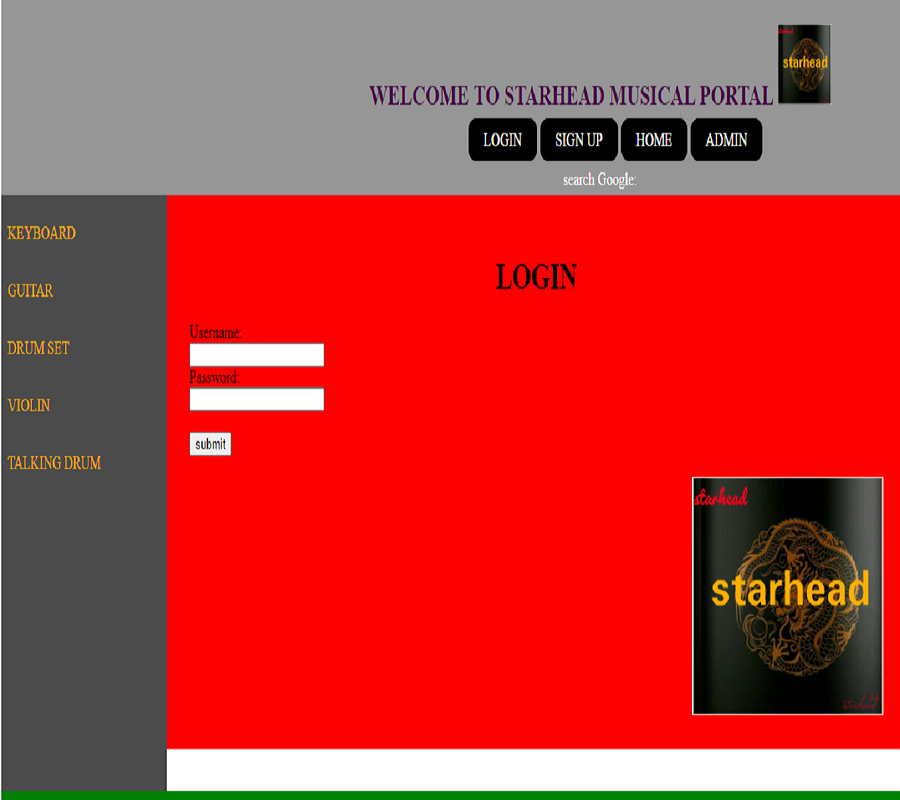 starhead
starhead
WELCOME TO STARHEAD MUSICAL PORTAL
LOGIN SIGN UP HOME ADMIN
search Google:
KEYBOARD
GUITAR
DRUM SET
VIOLIN
TALKING DRUM
LOGIN
Username:
Password:
submit
starhead
starhead
starhead